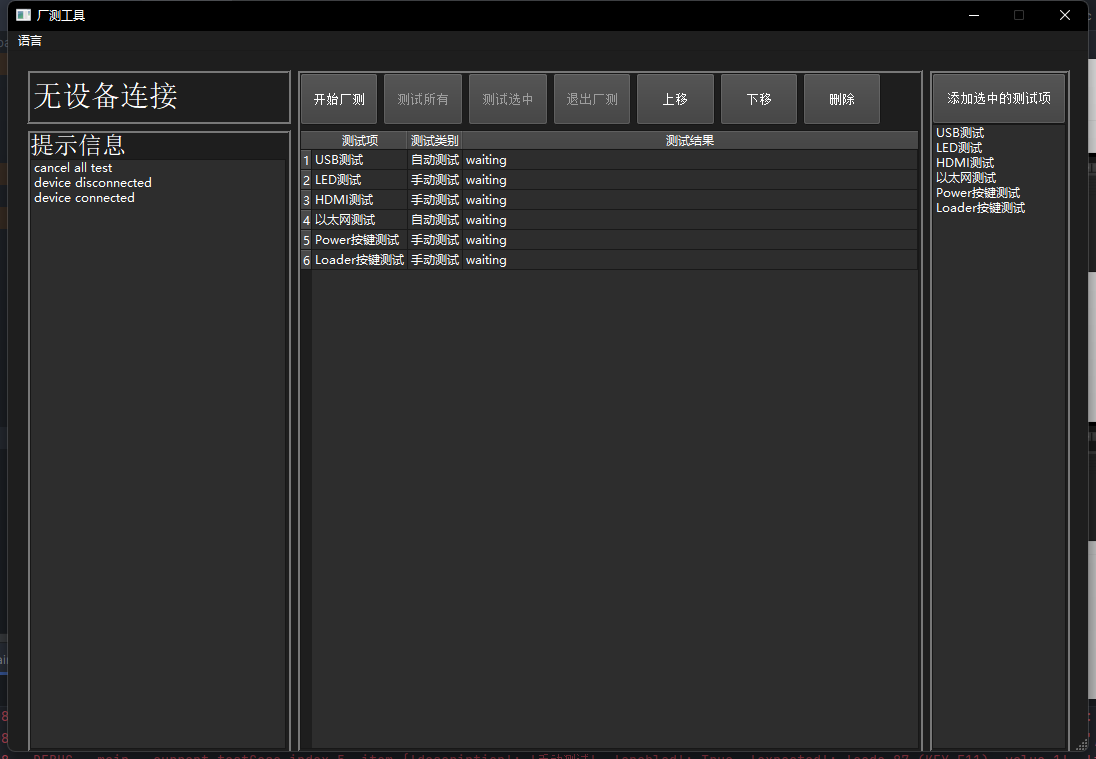 厂测工具
语言
无设备连接
提示信息
cancel all test
device disconnected
device connected
开始厂测 测试所有 测试选中 退出厂测 上移 下移 删除
测试项 测试类别 测试结果
1 USB测试 自动测试 waiting
2 LED测试 手动测试 waiting
3 HDMI测试 手动测试 waiting
4 以太网测试 自动测试 waiting
5 Power按键测试 手动测试 waiting
6 Loader按键测试 手动测试 waiting
添加选中的测试项
USB测试
LED测试
HDMI测试
以太网测试
Power按键测试
Loader按键测试